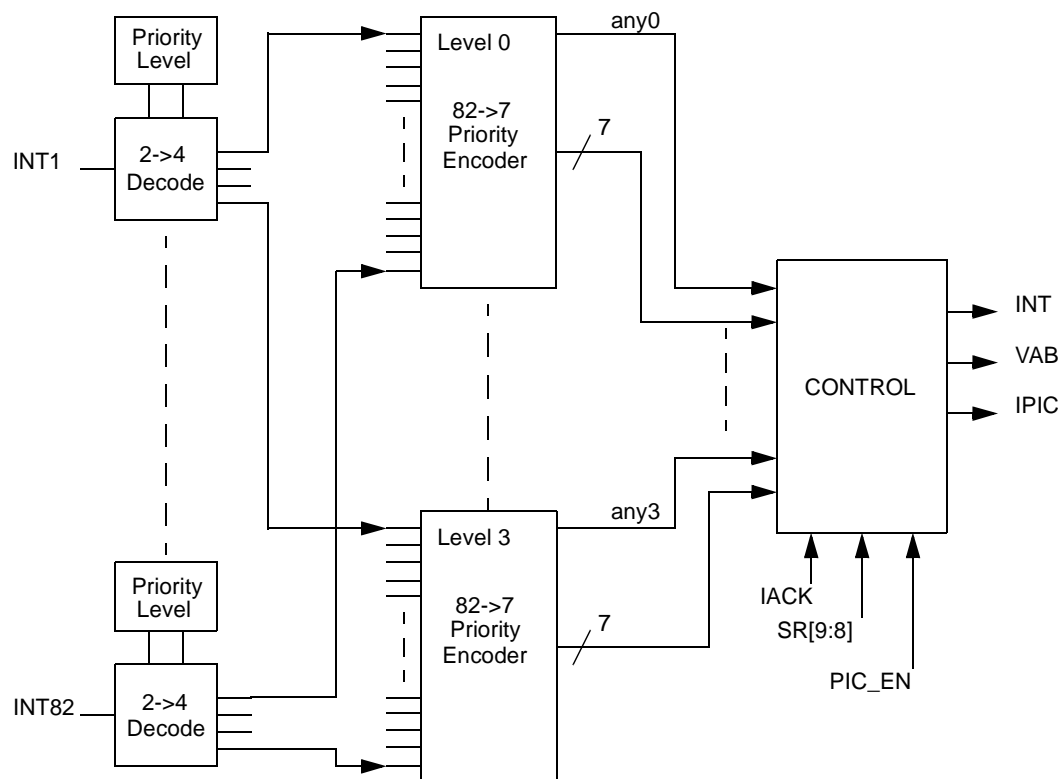 Priority
Level
2->4
Decode
INT1
Level 0
82->7
Priority
Encoder
any0
7
CONTROL
INT
VAB
IPIC
IACK
SR[9:8]
PIC_EN
Priority
Level
2->4
Decode
INT82
Level 3
82->7
Priority
Encoder
any3
7